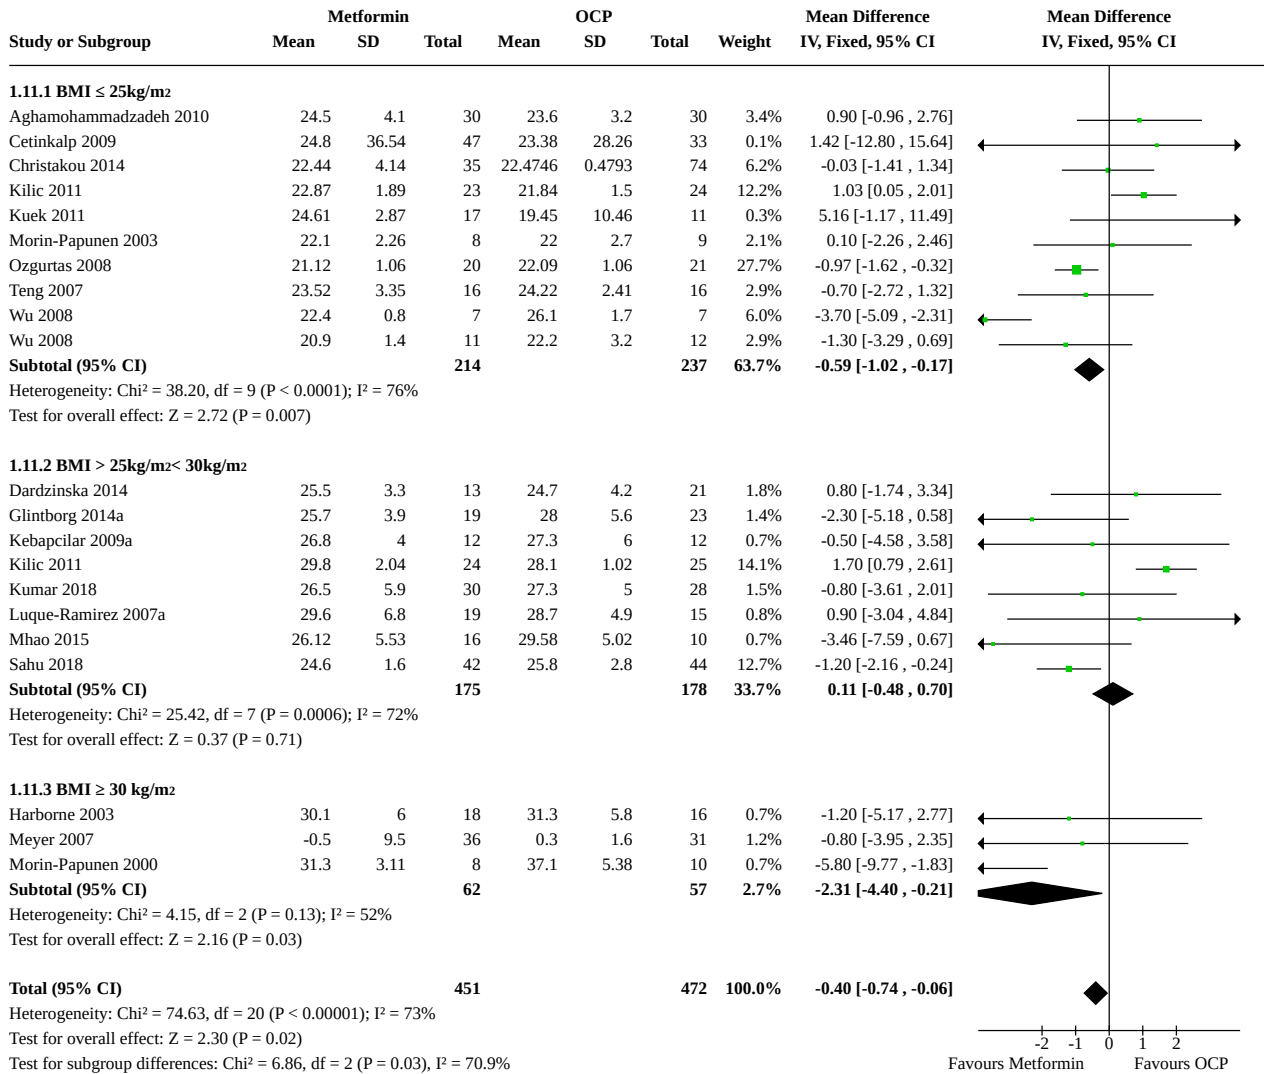 Metformin OCP Mean Difference Mean Difference
Study or Subgroup Mean SD Total Mean SD Total Weight IV, Fixed, 95% CI IV, Fixed, 95% CI
1.11.1 BMI ≤ 25kg/m2
Aghamohammadzadeh 2010 24.5 4.1 30 23.6 3.2 30 3.4% 0.90 [-0.96 , 2.76]
Cetinkalp 2009 24.8 36.54 47 23.38 28.26 33 0.1% 1.42 [-12.80 , 15.64]
Christakou 2014 22.44 4.14 35 22.4746 0.4793 74 6.2% -0.03 [-1.41 , 1.34]
Kilic 2011 22.87 1.89 23 21.84 1.5 24 12.2% 1.03 [0.05 , 2.01]
Kuek 2011 24.61 2.87 17 19.45 10.46 11 0.3% 5.16 [-1.17 , 11.49]
Morin-Papunen 2003 22.1 2.26 8 22 2.7 9 2.1% 0.10 [-2.26 , 2.46]
Ozgurtas 2008 21.12 1.06 20 22.09 1.06 21 27.7% -0.97 [-1.62 , -0.32]
Teng 2007 23.52 3.35 16 24.22 2.41 16 2.9% -0.70 [-2.72 , 1.32]
Wu 2008 22.4 0.8 7 26.1 1.7 7 6.0% -3.70 [-5.09 , -2.31]
Wu 2008 20.9 1.4 11 22.2 3.2 12 2.9% -1.30 [-3.29 , 0.69]
Subtotal (95% CI) 214 237 63.7% -0.59 [-1.02 , -0.17]
Heterogeneity: Chi² = 38.20, df = 9 (P < 0.0001); I² = 76%
Test for overall effect: Z = 2.72 (P = 0.007)
1.11.2 BMI > 25kg/m2< 30kg/m2
Dardzinska 2014 25.5 3.3 13 24.7 4.2 21 1.8% 0.80 [-1.74 , 3.34]
Glintborg 2014a 25.7 3.9 19 28 5.6 23 1.4% -2.30 [-5.18 , 0.58]
Kebapcilar 2009a 26.8 4 12 27.3 6 12 0.7% -0.50 [-4.58 , 3.58]
Kilic 2011 29.8 2.04 24 28.1 1.02 25 14.1% 1.70 [0.79 , 2.61]
Kumar 2018 26.5 5.9 30 27.3 5 28 1.5% -0.80 [-3.61 , 2.01]
Luque-Ramirez 2007a 29.6 6.8 19 28.7 4.9 15 0.8% 0.90 [-3.04 , 4.84]
Mhao 2015 26.12 5.53 16 29.58 5.02 10 0.7% -3.46 [-7.59 , 0.67]
Sahu 2018 24.6 1.6 42 25.8 2.8 44 12.7% -1.20 [-2.16 , -0.24]
Subtotal (95% CI) 175 178 33.7% 0.11 [-0.48 , 0.70]
Heterogeneity: Chi² = 25.42, df = 7 (P = 0.0006); I² = 72%
Test for overall effect: Z = 0.37 (P = 0.71)
1.11.3 BMI ≥ 30 kg/m2
Harborne 2003 30.1 6 18 31.3 5.8 16 0.7% -1.20 [-5.17 , 2.77]
Meyer 2007 -0.5 9.5 36 0.3 1.6 31 1.2% -0.80 [-3.95 , 2.35]
Morin-Papunen 2000 31.3 3.11 8 37.1 5.38 10 0.7% -5.80 [-9.77 , -1.83]
Subtotal (95% CI) 62 57 2.7% -2.31 [-4.40 , -0.21]
Heterogeneity: Chi² = 4.15, df = 2 (P = 0.13); I² = 52%
Test for overall effect: Z = 2.16 (P = 0.03)
Total (95% CI) 451 472 100.0% -0.40 [-0.74 , -0.06]
Heterogeneity: Chi² = 74.63, df = 20 (P < 0.00001); I² = 73%
Test for overall effect: Z = 2.30 (P = 0.02)
-2 -1 0 1 2
Test for subgroup differences: Chi² = 6.86, df = 2 (P = 0.03), I² = 70.9%
Favours Metformin Favours OCP